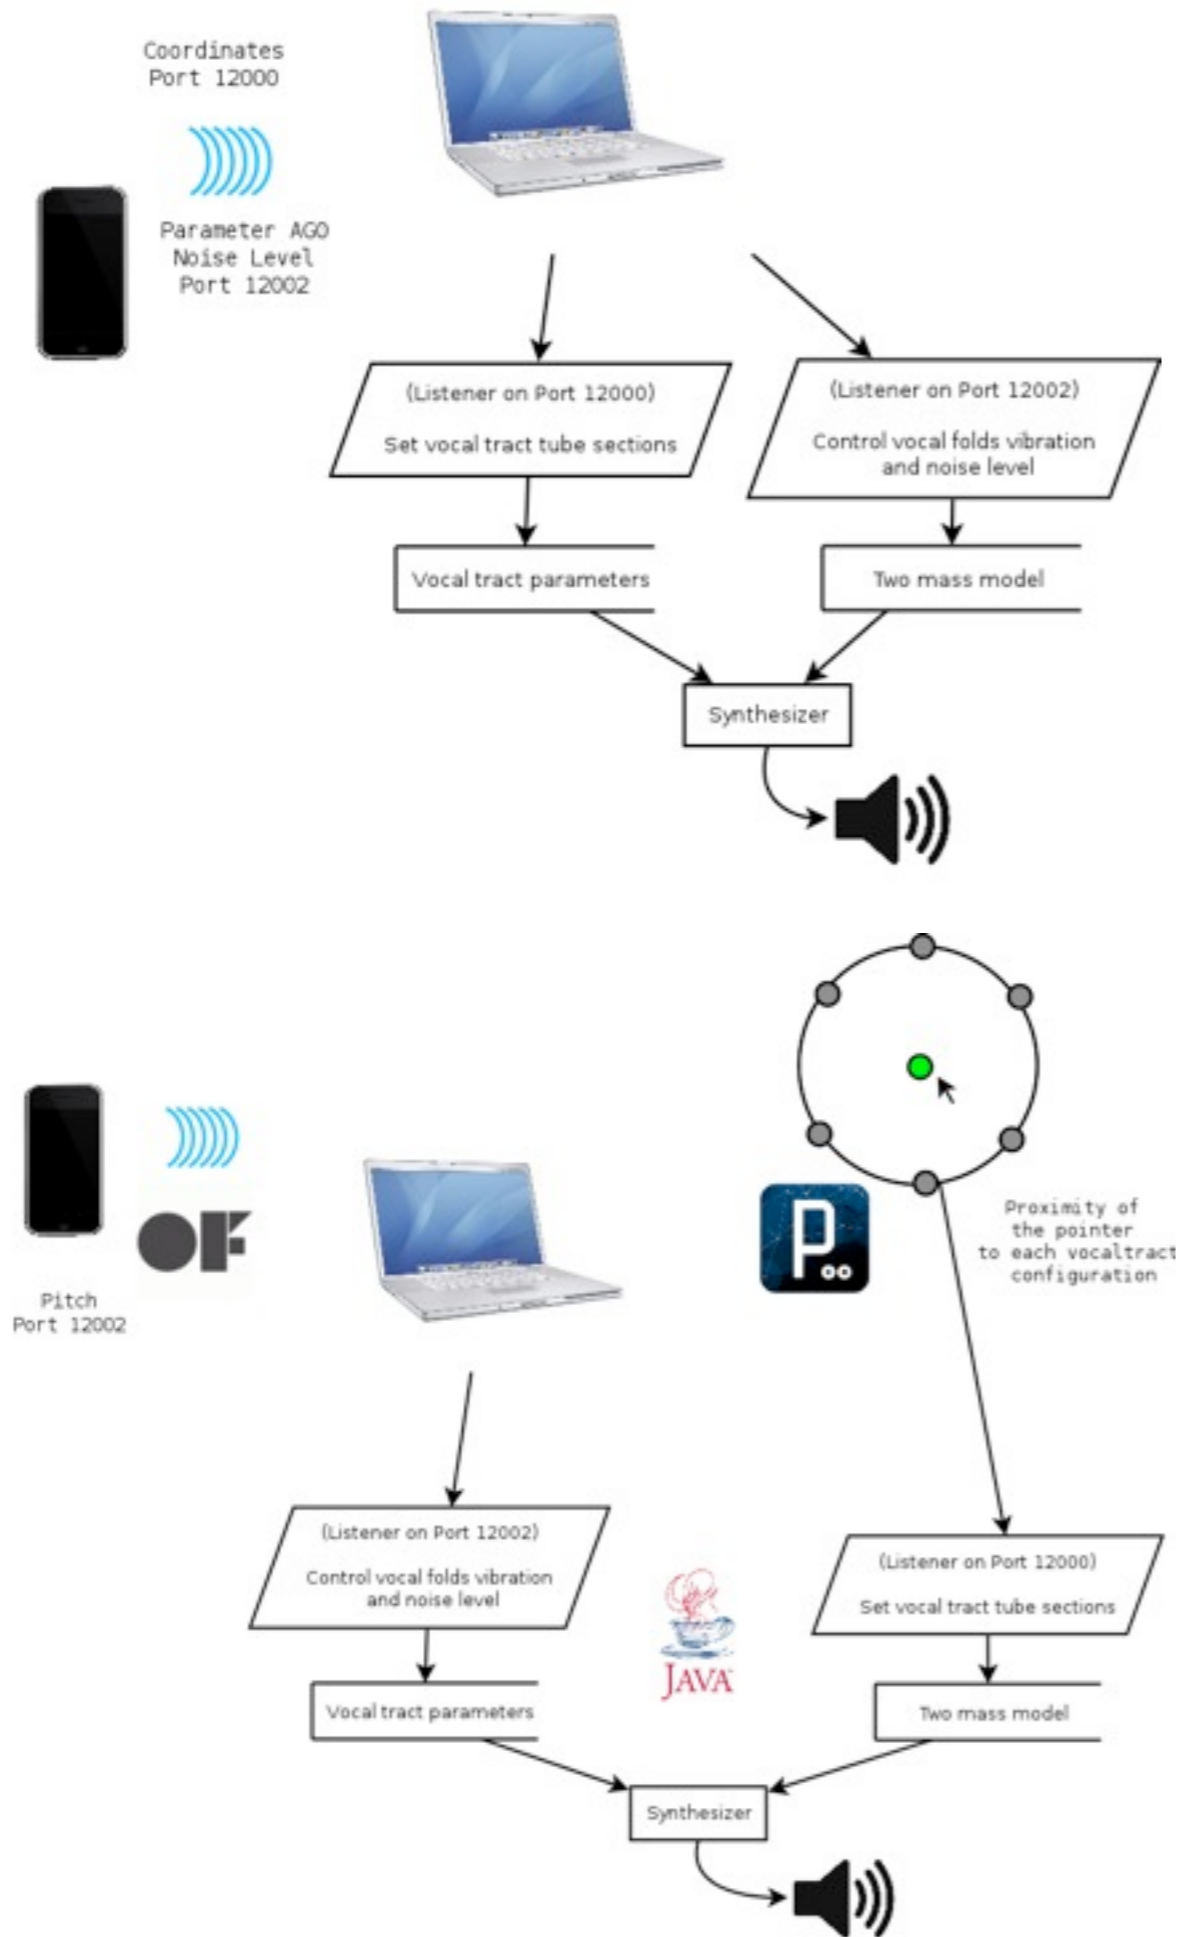 Coordinates
Port 12000
Parameter AGO
Noise Level
Port 12002
(Listener on Port 12000)
Set vocal tract tube sections
(Listener on Port 12002)
Control vocal folds vibration
and noise level
Vocal tract parameters
Two mass model
Synthesizer
OF
Pitch
Port 12002
P
Proximity of
the pointer
to each vocaltract
configuration
(Listener on Port 12002)
Control vocal folds vibration
and noise level
(Listener on Port 12000)
Set vocal tract tube sections
JAVA
Vocal tract parameters
Two mass model
Synthesizer